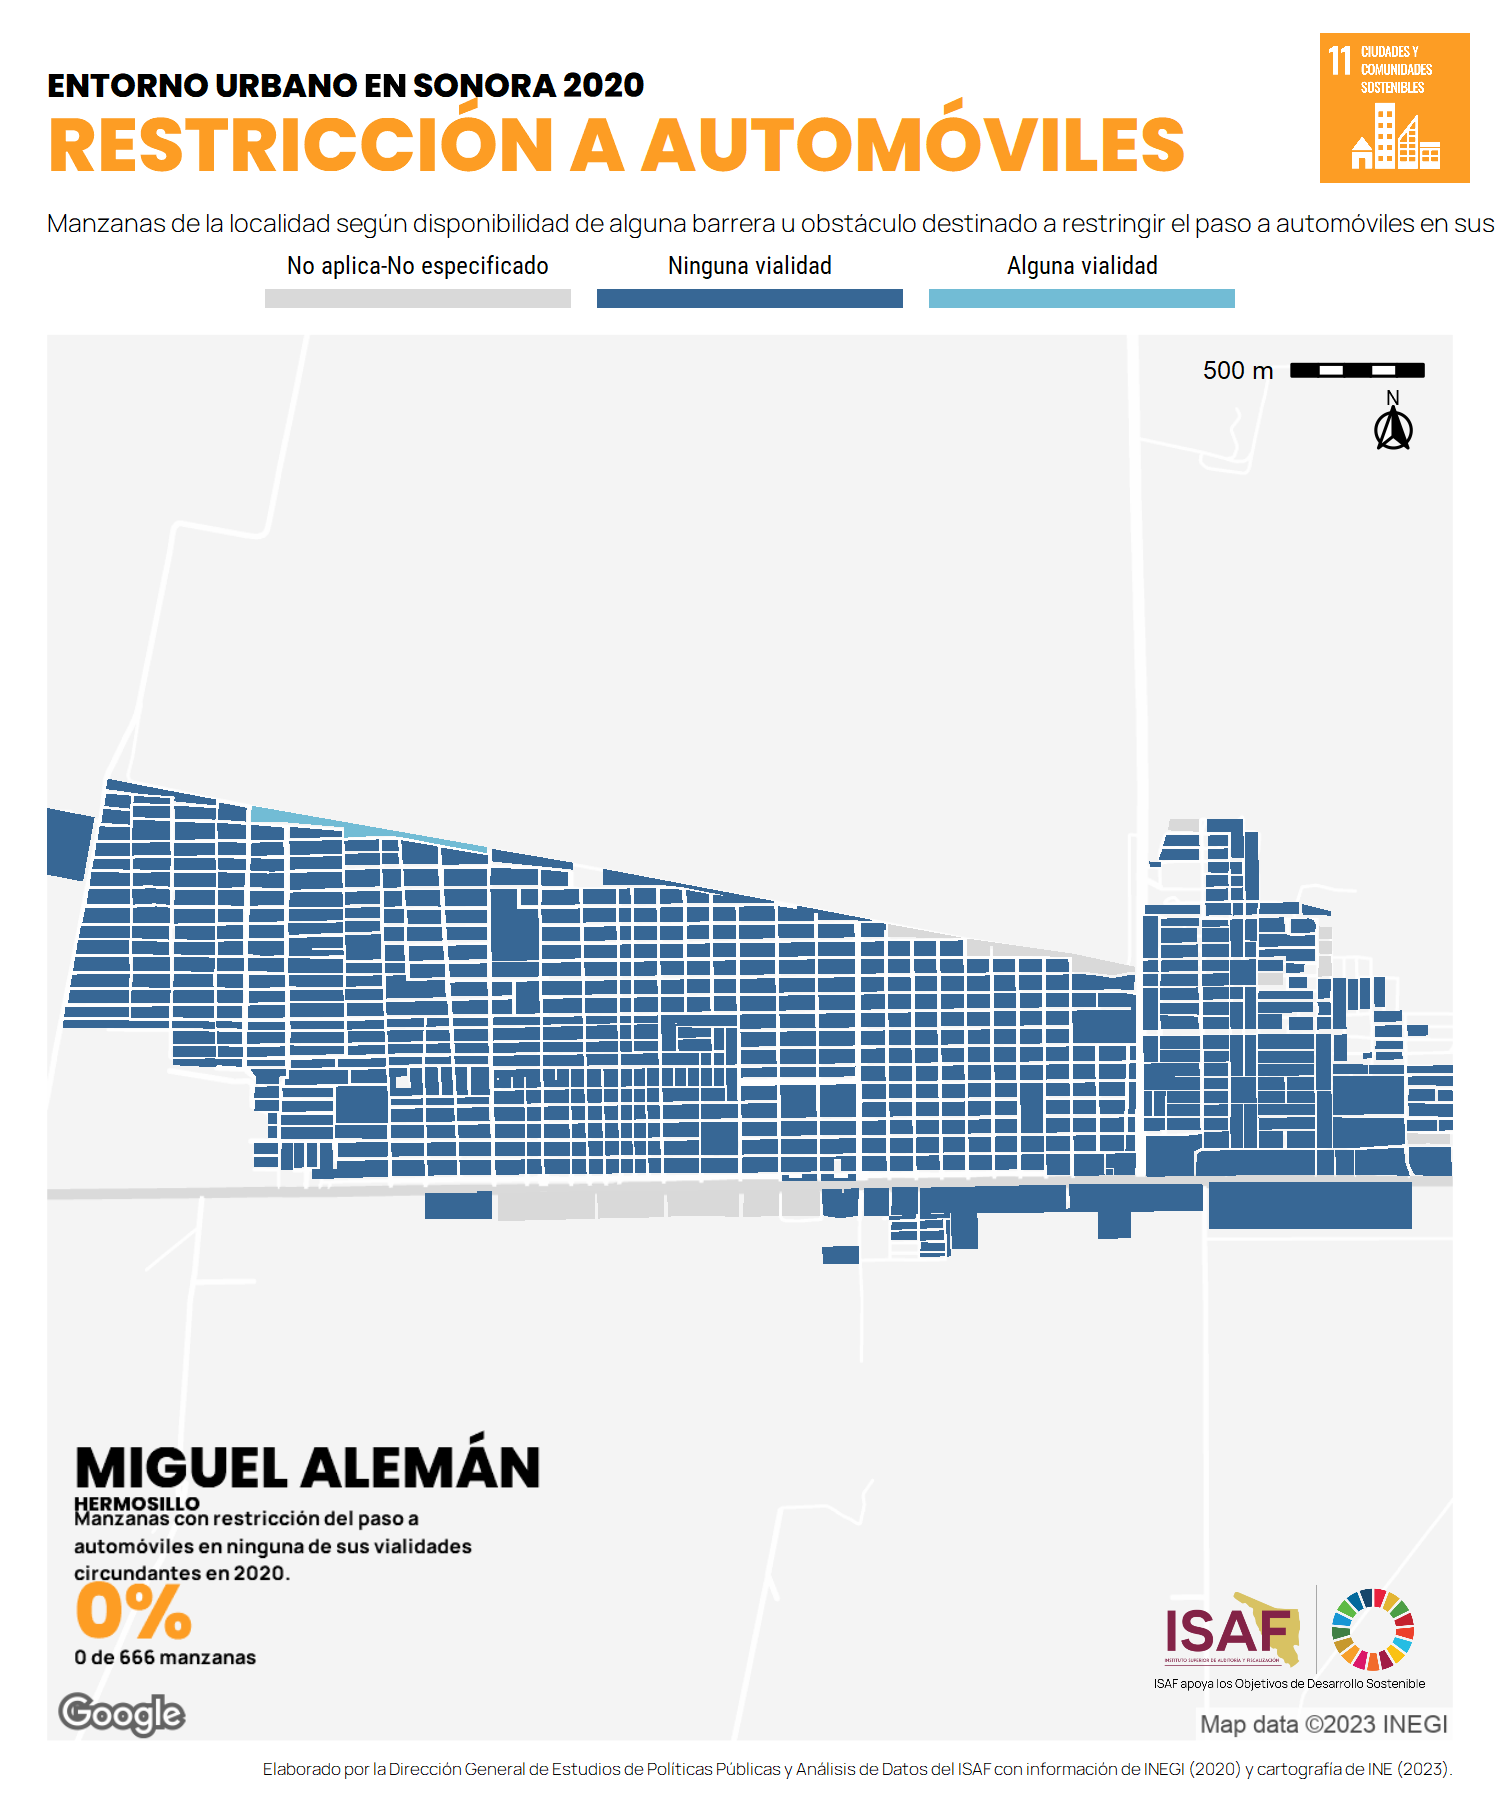 ENTORNO URBANO EN SONORA 2020
RESTRICCIÓN A AUTOMÓVILES
11 CIUDADES Y
COMUNIDADES
SOSTENIBLES
Manzanas de la localidad según disponibilidad de alguna barrera u obstáculo destinado a restringir el paso a automóviles en sus
No aplica-No especificado
Ninguna vialidad
Alguna vialidad
500 m
N
MIGUEL ALEMÁN
HERMOSILLO
Manzanas con restricción del paso a
automóviles en ninguna de sus vialidades
circundantes en 2020.
0%
0 de 666 manzanas
ISAF
INSTITUTO SUPERIOR DE AUDITORÍA Y FISCALIZACIÓN
ISAF apoya los Objetivos de Desarrollo Sostenible
Google
Map data ©2023 INEGI
Elaborado por la Dirección General de Estudios de Políticas Públicas y Análisis de Datos del ISAF con información de INEGI (2020) y cartografía de INE (2023).